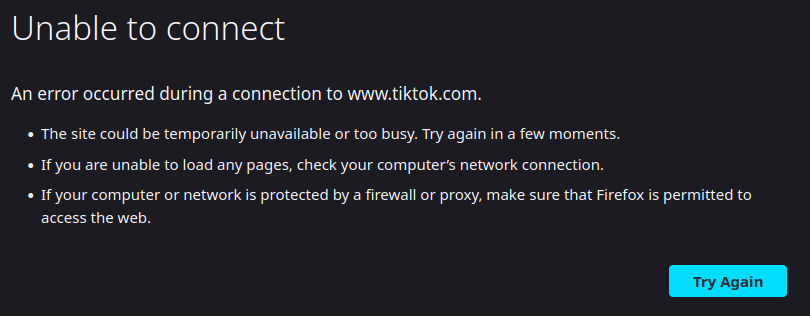 Unable to connect
An error occurred during a connection to www.tiktok.com.
• The site could be temporarily unavailable or too busy. Try again in a few moments.
• If you are unable to load any pages, check your computer’s network connection.
• If your computer or network is protected by a firewall or proxy, make sure that Firefox is permitted to
access the web.
Try Again